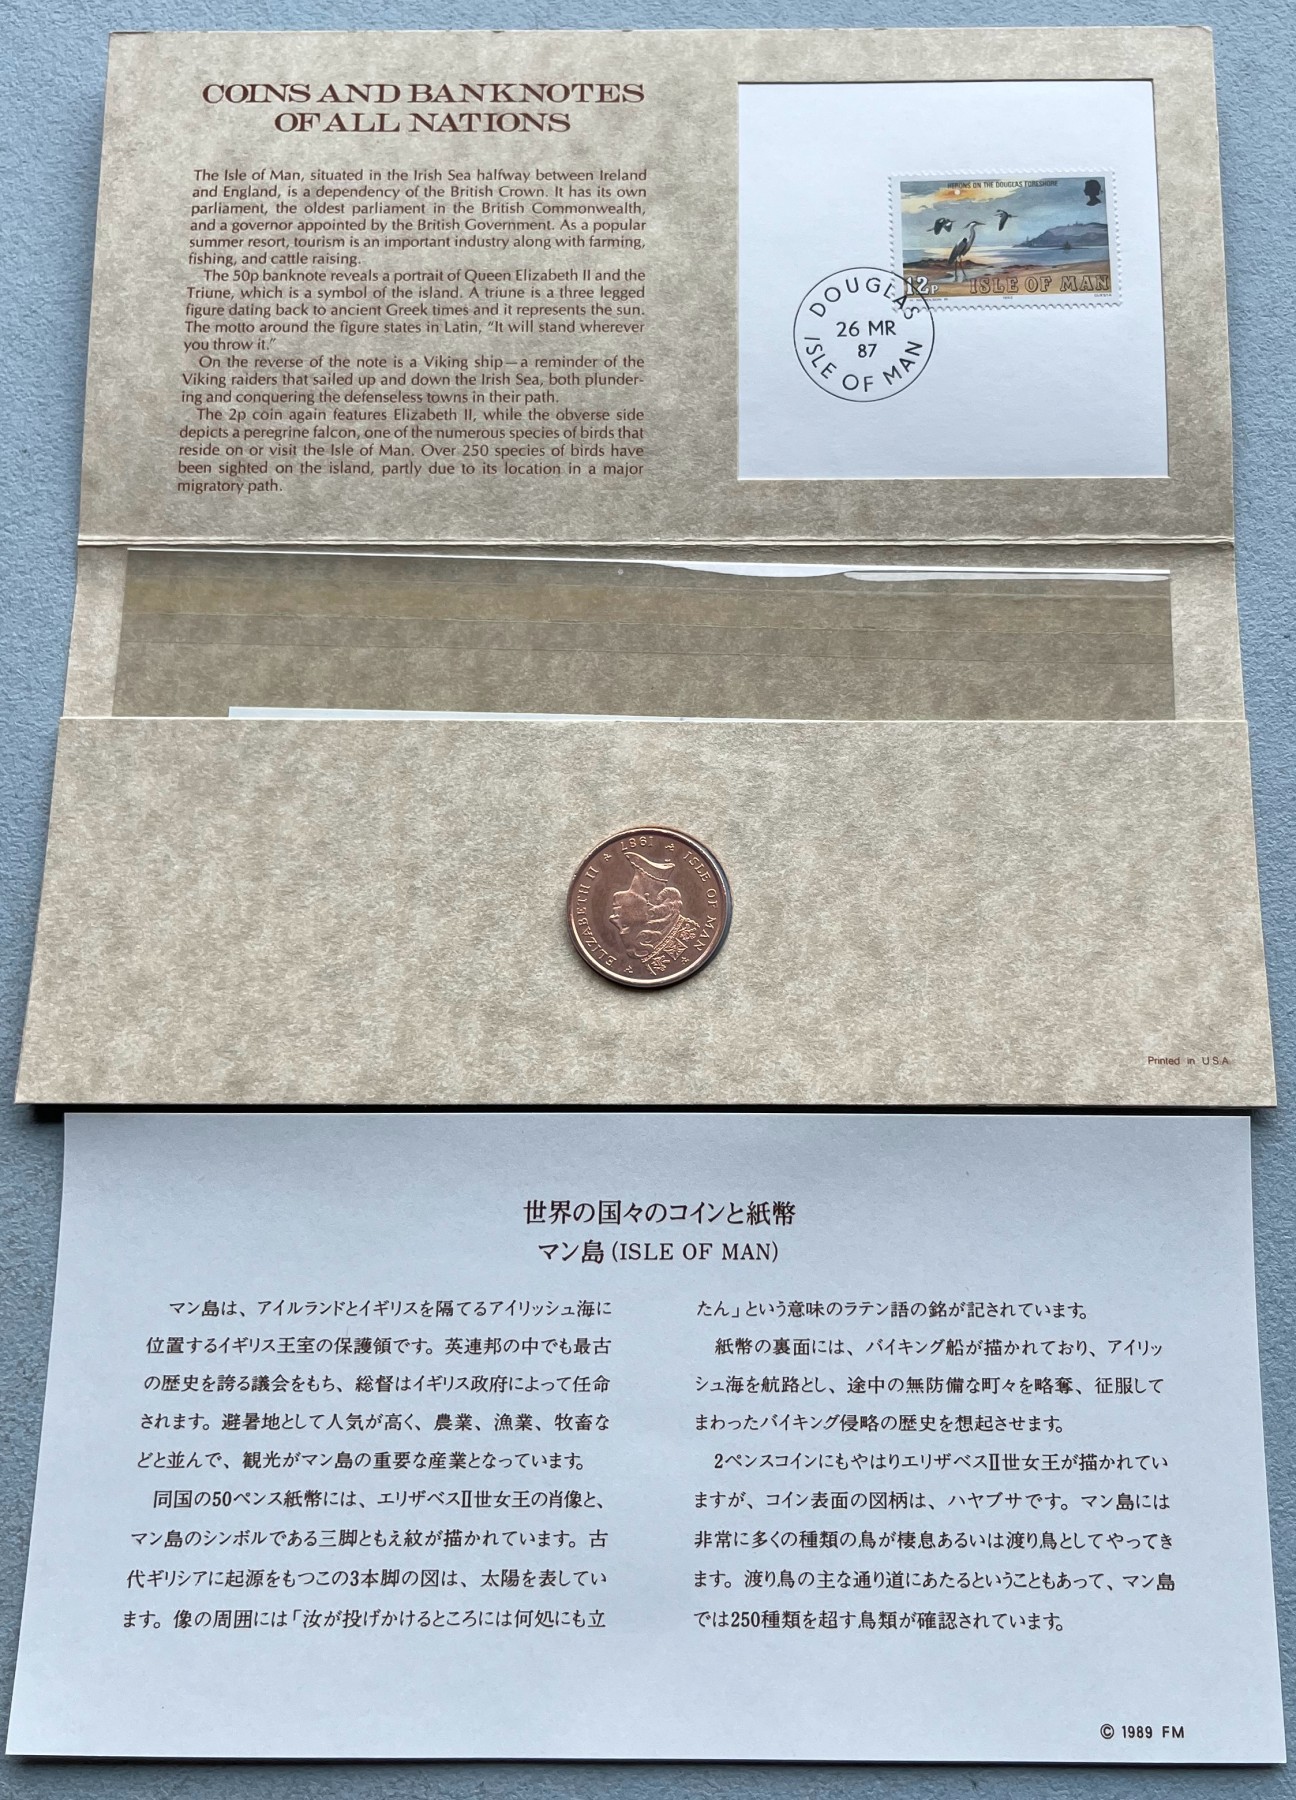 COINS AND BANKNOTES
OF ALL NATIONS
The Isle of Man, situated in the Irish Sea halfway between Ireland
and England, is a dependency of the British Crown. It has its own
parliament, the oldest parliament in the British Commonwealth,
and a governor appointed by the British Government. As a popular
summer resort, tourism is an important industry along with farming,
fishing, and cattle raising.
The 50p banknote reveals a portrait of Queen Elizabeth II and the
Triune, which is a symbol of the island. A triune is a three legged
figure dating back to ancient Greek times and it represents the sun.
The motto around the figure states in Latin, "It will stand wherever
you throw it."
On the reverse of the note is a Viking ship—a reminder of the
Viking raiders that sailed up and down the Irish Sea, both plunder-
ing and conquering the defenseless towns in their path.
The 2p coin again features Elizabeth II, while the obverse side
depicts a peregrine falcon, one of the numerous species of birds that
reside on or visit the Isle of Man. Over 250 species of birds have
been sighted on the island, partly due to its location in a major
migratory path.
HERONS ON THE DOUGLAS FORESHORE
12p ISLE OF MAN
DOUGLAS
26 MR
87
ISLE OF MAN
ELIZABETH II
1987
ISLE OF MAN
Printed in U.S.A.
世界の国々のコインと紙幣
マン島 (ISLE OF MAN)
マン島は、アイルランドとイギリスを隔てるアイリッシュ海に
位置するイギリス王室の保護領です。英連邦の中でも最古
の歴史を誇る議会をもち、総督はイギリス政府によって任命
されます。避暑地として人気が高く、農業、漁業、牧畜な
どと並んで、観光がマン島の重要な産業となっています。
同国の50ペンス紙幣には、エリザベスⅡ世女王の肖像と、
マン島のシンボルである三脚ともえ紋が描かれています。古
代ギリシアに起源をもつこの3本脚の図は、太陽を表してい
ます。像の周囲には「汝が投げかけるところには何処にも立
たん」という意味のラテン語の銘が記されています。
紙幣の裏面には、バイキング船が描かれており、アイリッ
シュ海を航路とし、途中の無防備な町々を略奪、征服して
まわったバイキング侵略の歴史を想起させます。
2ペンスコインにもやはりエリザベスⅡ世女王が描かれてい
ますが、コイン表面の図柄は、ハヤブサです。マン島には
非常に多くの種類の鳥が棲息あるいは渡り鳥としてやってき
ます。渡り鳥の主な通り道にあたるということもあって、マン島
では250種類を超す鳥類が確認されています。
© 1989 FM